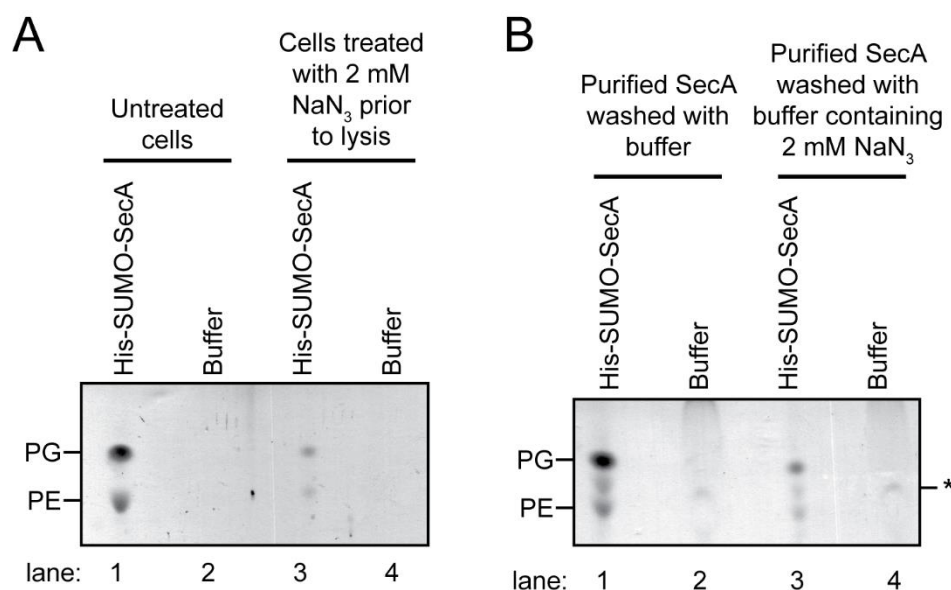 A
Untreated
cells
Cells treated
with 2 mM
NaN₃ prior
to lysis
His-SUMO-SecA
Buffer
His-SUMO-SecA
Buffer
PG
PE
lane: 1 2 3 4
B
Purified SecA
washed with
buffer
Purified SecA
washed with
buffer containing
2 mM NaN₃
His-SUMO-SecA
Buffer
His-SUMO-SecA
Buffer
PG
PE
*
lane: 1 2 3 4